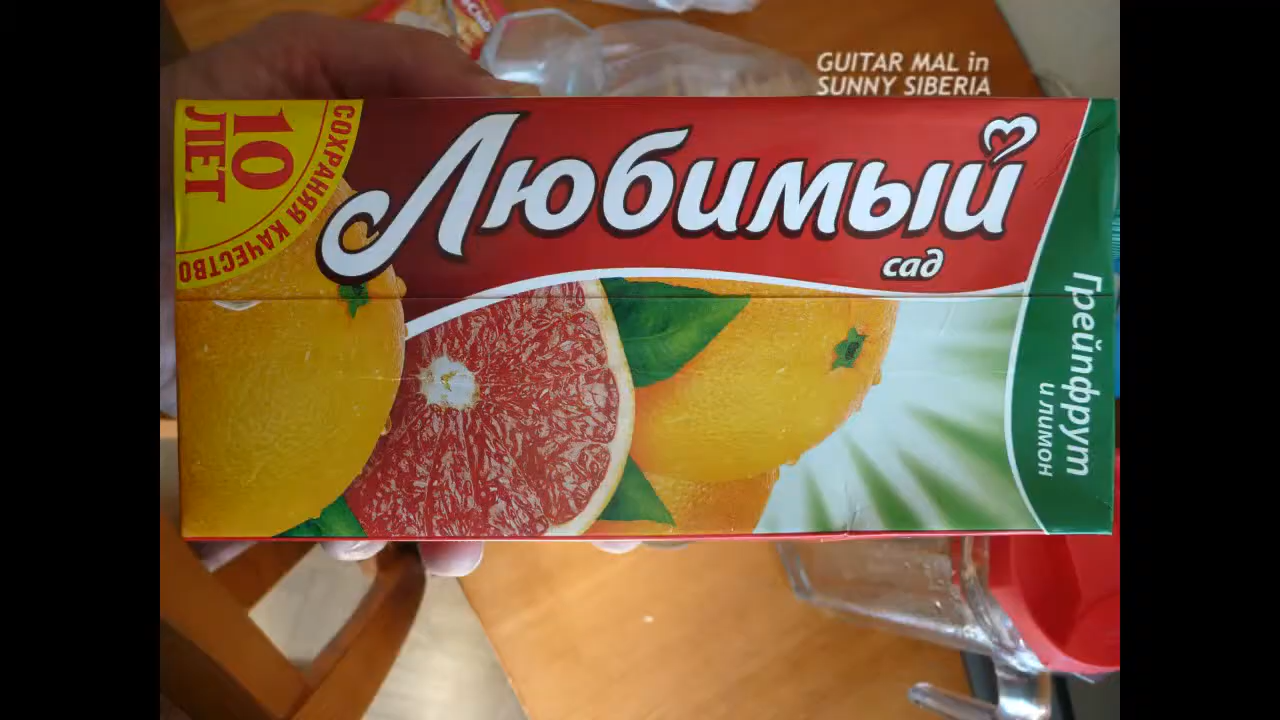 GUITAR MAL in
SUNNY SIBERIA
10
ЛЕТ
СОХРАНЯЯ КАЧЕСТВО
Любимый
сад
Грейпфрут
и лимон